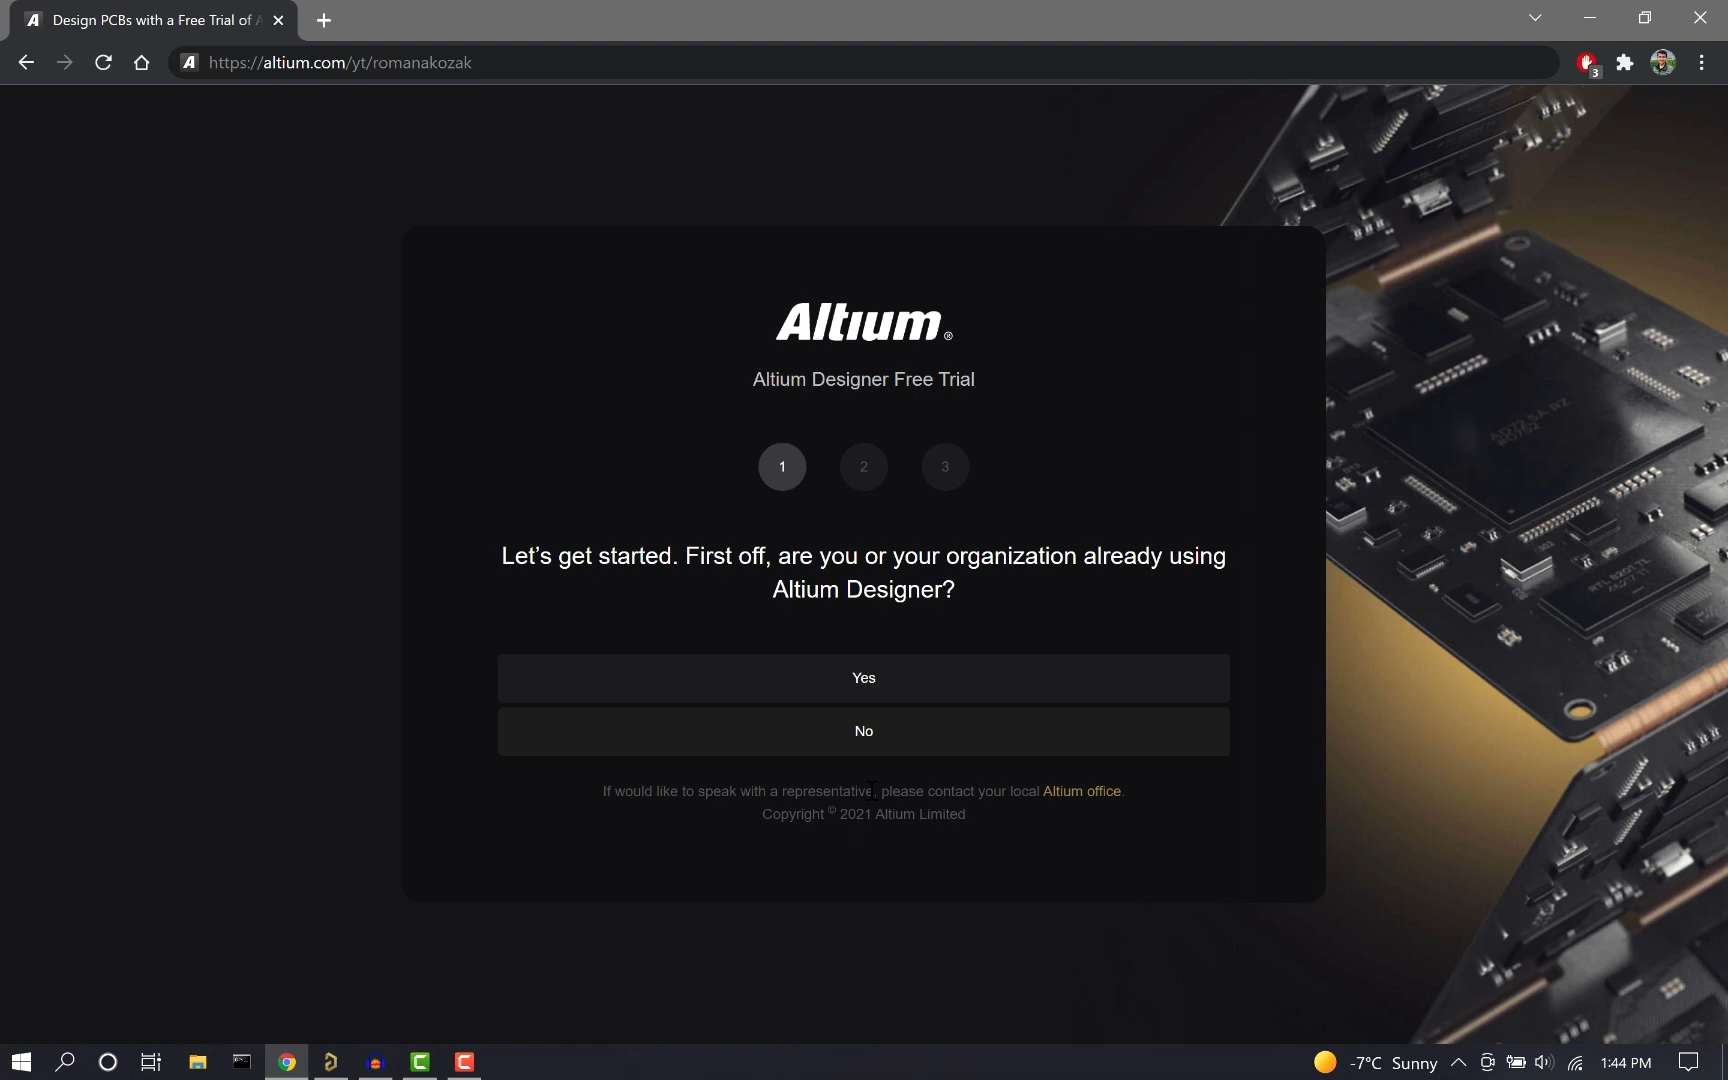 Design PCBs with a Free Trial of A
https://altium.com/yt/romanakozak
3
Altium®
Altium Designer Free Trial
1 2 3
Let's get started. First off, are you or your organization already using
Altium Designer?
Yes
No
If would like to speak with a representative, please contact your local Altium office.
Copyright © 2021 Altium Limited
-7°C Sunny
1:44 PM